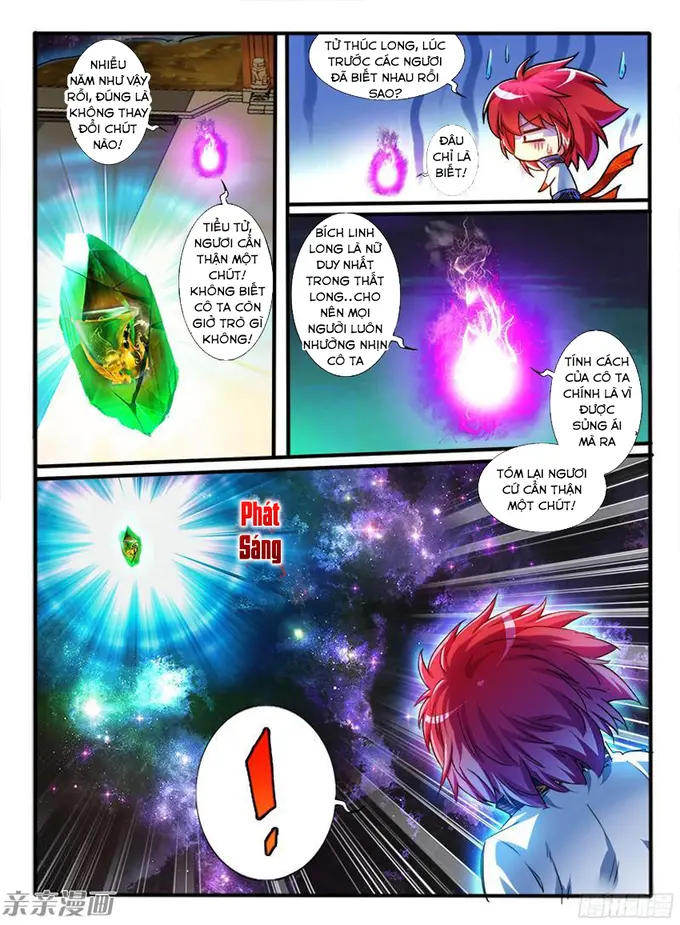 NHIỀU
NĂM NHƯ VẬY
RỒI, ĐÚNG LÀ
KHÔNG THAY
ĐỔI CHÚT
NÀO!
TIỂU TỬ,
NGƯƠI CẨN
THẬN MỘT
CHÚT!
KHÔNG BIẾT
CÔ TA CÒN
GIỞ TRÒ GÌ
KHÔNG!
TỬ THÚC LONG, LÚC
TRƯỚC CÁC NGƯƠI
ĐÃ BIẾT NHAU RỒI
SAO?
ĐÂU
CHỈ LÀ
BIẾT!
BÍCH LINH
LONG LÀ NỮ
DUY NHẤT
TRONG THẤT
LONG..CHO
NÊN MỌI
NGƯỜI LUÔN
NHƯỜNG NHỊN
CÔ TA
TÍNH CÁCH
CỦA CÔ TA
CHÍNH LÀ VÌ
ĐƯỢC
SỦNG ÁI
MÀ RA
TÓM LẠI NGƯƠI
CỨ CẨN THẬN
MỘT CHÚT!
Phát
Sáng
!
亲亲漫画